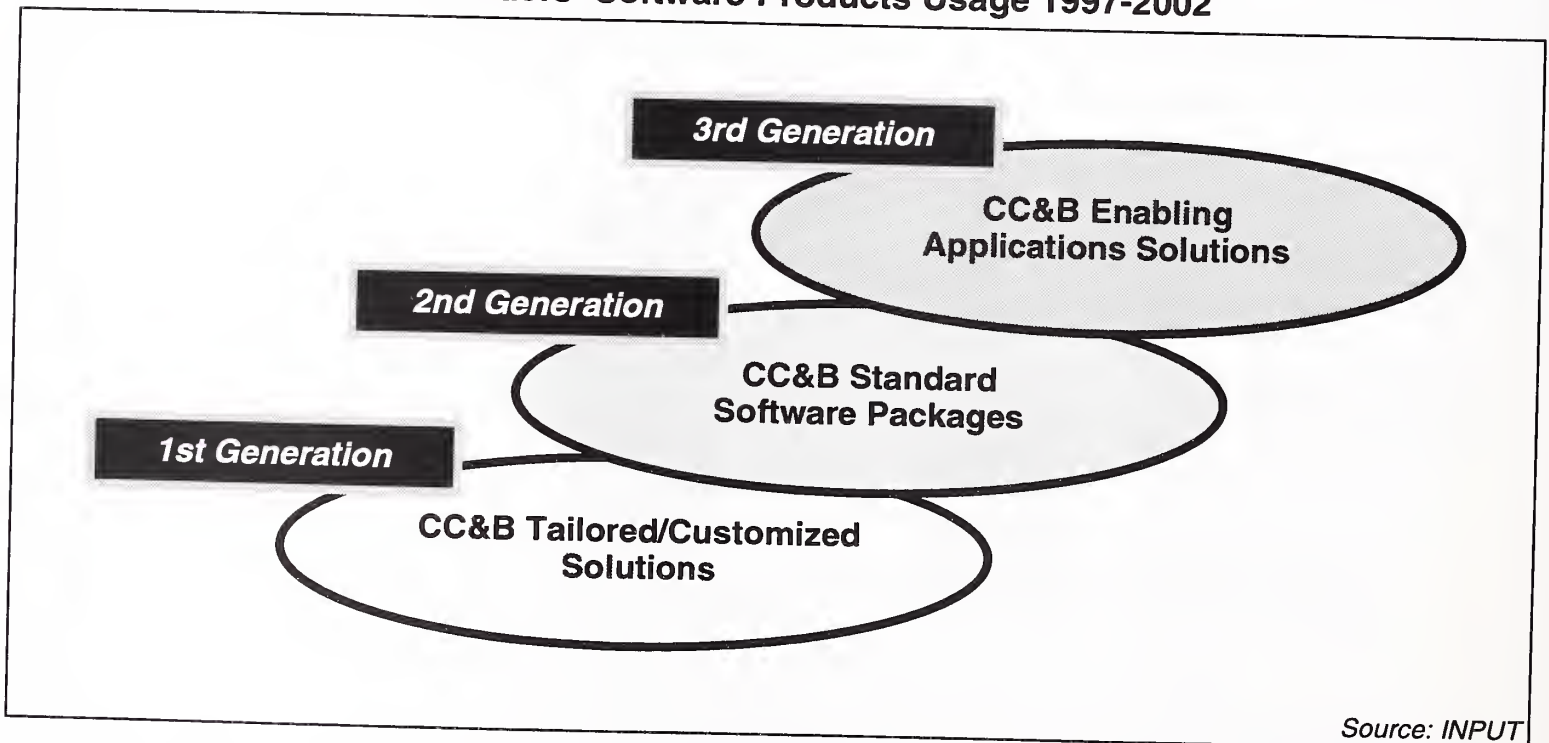 Software Products Usage 1997-2002
3rd Generation
CC&B Enabling
Applications Solutions
2nd Generation
CC&B Standard
Software Packages
1st Generation
CC&B Tailored/Customized
Solutions
Source: INPUT